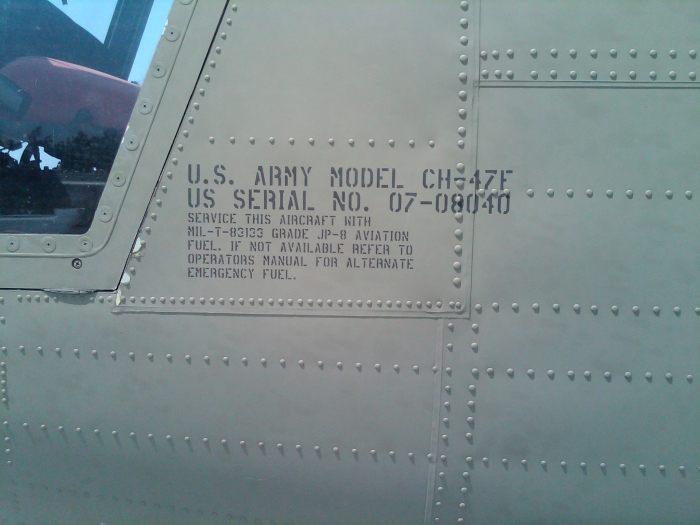 U.S. ARMY MODEL CH-47F
US SERIAL NO. 07-08040
SERVICE THIS AIRCRAFT WITH
MIL-T-83133 GRADE JP-8 AVIATION
FUEL. IF NOT AVAILABLE REFER TO
OPERATORS MANUAL FOR ALTERNATE
EMERGENCY FUEL.